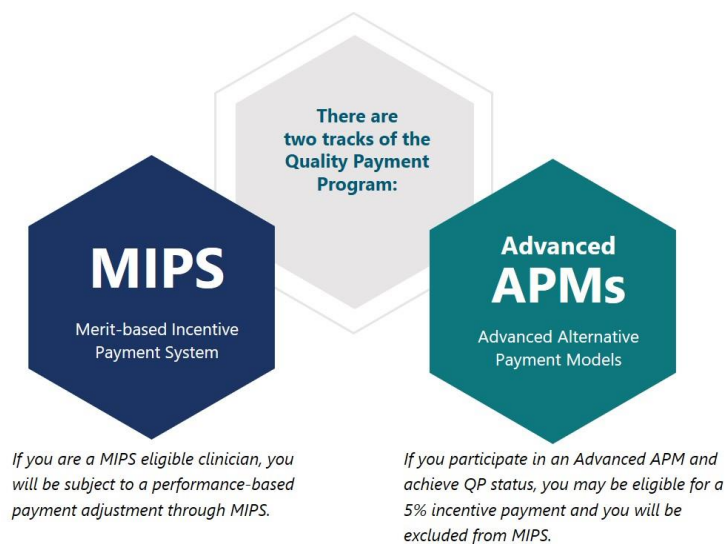 There are
two tracks of the
Quality Payment
Program:
MIPS
Merit-based Incentive
Payment System
Advanced
APMs
Advanced Alternative
Payment Models
If you are a MIPS eligible clinician, you
will be subject to a performance-based
payment adjustment through MIPS.
If you participate in an Advanced APM and
achieve QP status, you may be eligible for a
5% incentive payment and you will be
excluded from MIPS.